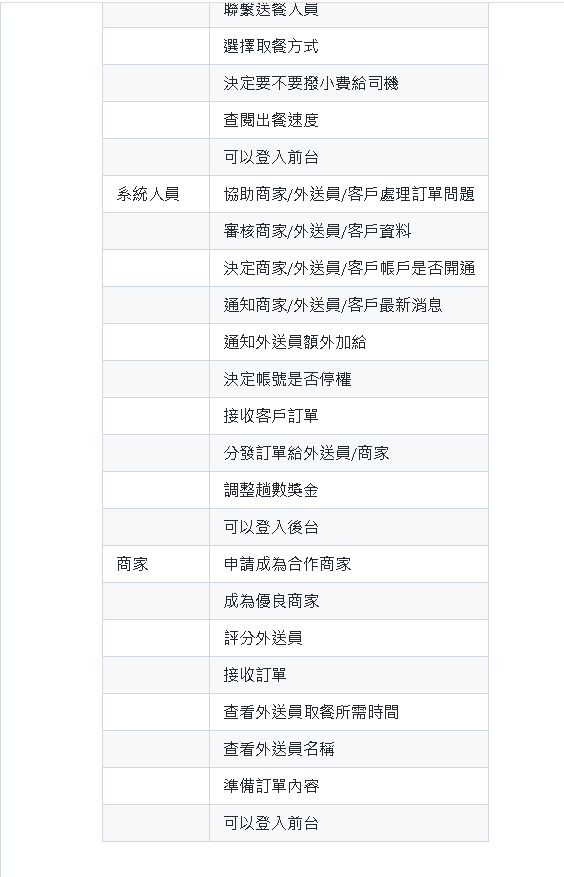 聯繫送餐人員
選擇取餐方式
決定要不要撥小費給司機
查閱出餐速度
可以登入前台
系統人員 協助商家/外送員/客戶處理訂單問題
審核商家/外送員/客戶資料
決定商家/外送員/客戶帳戶是否開通
通知商家/外送員/客戶最新消息
通知外送員額外加給
決定帳號是否停權
接收客戶訂單
分發訂單給外送員/商家
調整趟數獎金
可以登入後台
商家 申請成為合作商家
成為優良商家
評分外送員
接收訂單
查看外送員取餐所需時間
查看外送員名稱
準備訂單內容
可以登入前台